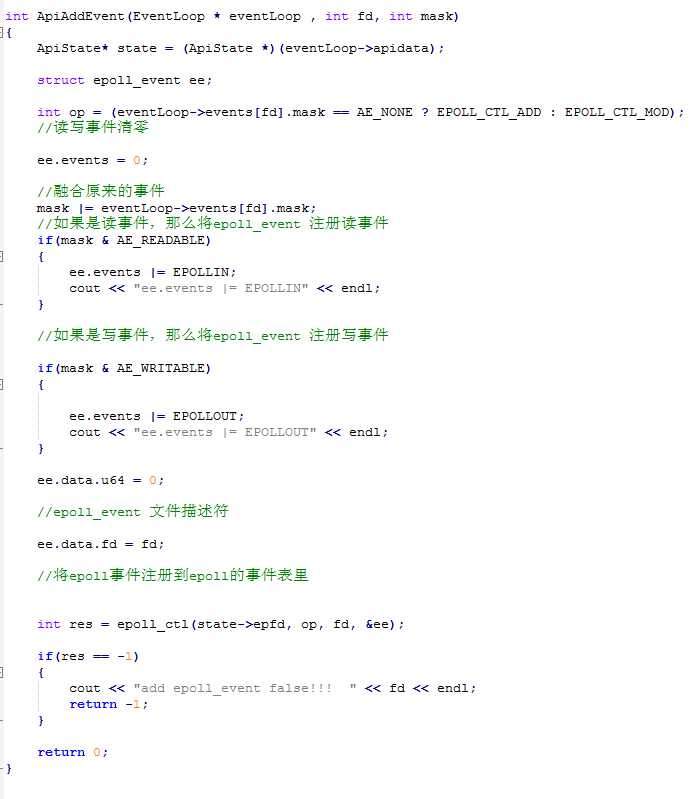 int ApiAddEvent(EventLoop * eventLoop , int fd, int mask)
{
ApiState* state = (ApiState *)(eventLoop->apidata);
struct epoll_event ee;
int op = (eventLoop->events[fd].mask == AE_NONE ? EPOLL_CTL_ADD : EPOLL_CTL_MOD);
//读写事件清零
ee.events = 0;
//融合原来的事件
mask |= eventLoop->events[fd].mask;
//如果是读事件，那么将epoll_event 注册读事件
if(mask & AE_READABLE)
{
ee.events |= EPOLLIN;
cout << "ee.events |= EPOLLIN" << endl;
}
//如果是写事件，那么将epoll_event 注册写事件
if(mask & AE_WRITABLE)
{
ee.events |= EPOLLOUT;
cout << "ee.events |= EPOLLOUT" << endl;
}
ee.data.u64 = 0;
//epoll_event 文件描述符
ee.data.fd = fd;
//将epoll事件注册到epoll的事件表里
int res = epoll_ctl(state->epfd, op, fd, &ee);
if(res == -1)
{
cout << "add epoll_event false!!!  " << fd << endl;
return -1;
}
return 0;
}